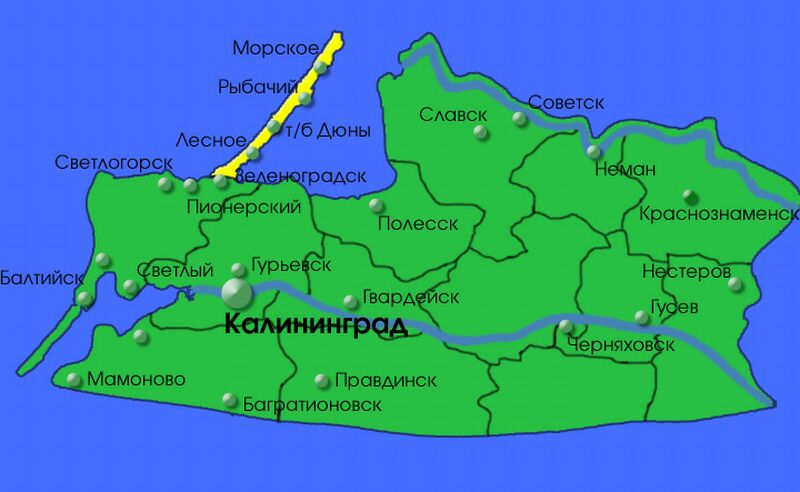 Морское
Рыбачий
т/б Дюны
Лесное
Светлогорск
Зеленоградск
Пионерский
Славск
Советск
Неман
Краснознаменск
Полесск
Балтийск
Светлый
Гурьевск
Нестеров
Гвардейск
Гусев
Калининград
Черняховск
Мамоново
Правдинск
Багратионовск